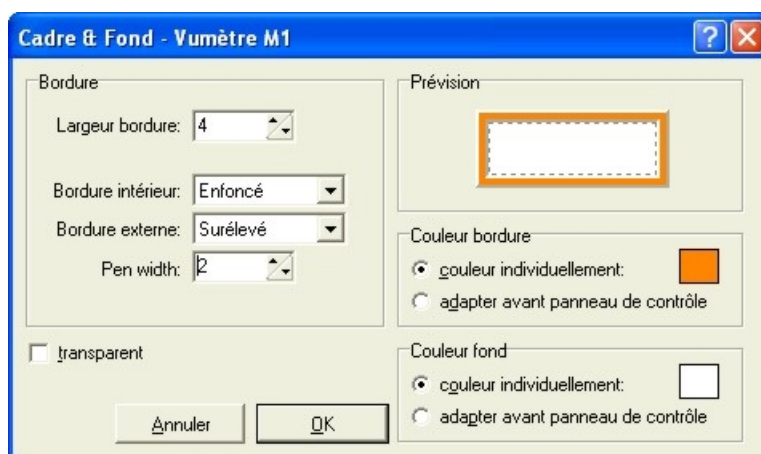 Cadre & Fond - Vumètre M1
?
Bordure
Largeur bordure: 4
Bordure intérieur: Enfoncé
Bordure externe: Surélevé
Pen width: 2
transparent
Annuler
OK
Prévision
Couleur bordure
couleur individuellement:
adapter avant panneau de contrôle
Couleur fond
couleur individuellement:
adapter avant panneau de contrôle